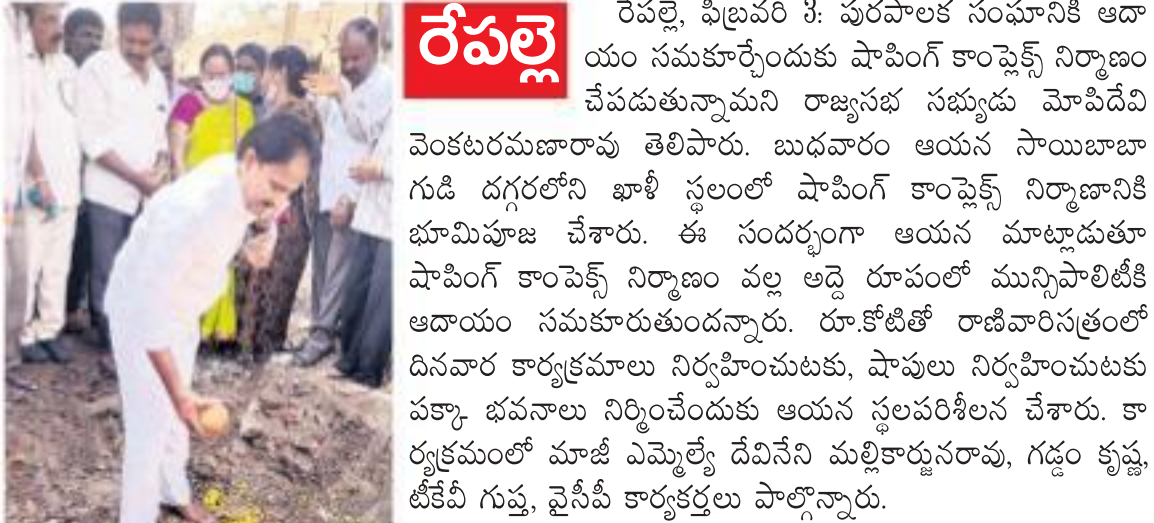 రేపల్లె
రేపల్లె, ఫిబ్రవరి 3: పురపాలక సంఘానికి ఆదా
యం సమకూర్చేందుకు షాపింగ్ కాంప్లెక్స్ నిర్మాణం
చేపడుతున్నామని రాజ్యసభ సభ్యుడు మోపిదేవి
వెంకటరమణారావు తెలిపారు. బుధవారం ఆయన సాయిబాబా
గుడి దగ్గరలోని ఖాళీ స్థలంలో షాపింగ్ కాంప్లెక్స్ నిర్మాణానికి
భూమిపూజ చేశారు. ఈ సందర్భంగా ఆయన మాట్లాడుతూ
షాపింగ్ కాంపెక్స్ నిర్మాణం వల్ల అద్దె రూపంలో మున్సిపాలిటీకి
ఆదాయం సమకూరుతుందన్నారు. రూ.కోటితో రాణివారిసత్రంలో
దినవార కార్యక్రమాలు నిర్వహించుటకు, షాపులు నిర్వహించుటకు
పక్కా భవనాలు నిర్మించేందుకు ఆయన స్థలపరిశీలన చేశారు. కా
ర్యక్రమంలో మాజీ ఎమ్మెల్యే దేవినేని మల్లికార్జునరావు, గడ్డం కృష్ణ,
టీకేవీ గుప్త, వైసీపీ కార్యకర్తలు పాల్గొన్నారు.